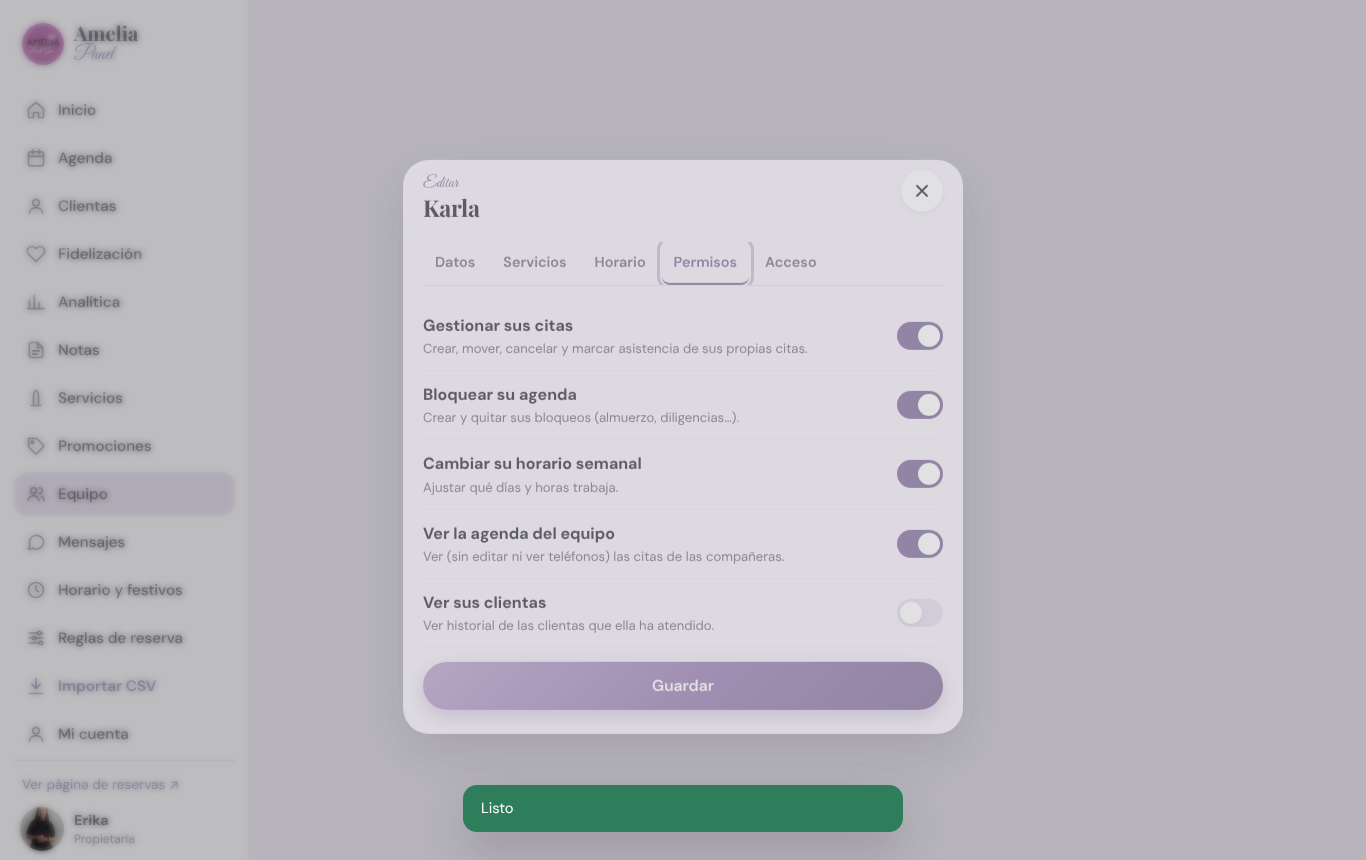 AMELIA
Amelia
Panel
Inicio
Agenda
Clientas
Fidelización
Analítica
Notas
Servicios
Promociones
Equipo
Mensajes
Horario y festivos
Reglas de reserva
Importar CSV
Mi cuenta
Ver página de reservas ↗
Erika
Propietaria
Editar
Karla
Datos Servicios Horario Permisos Acceso
Gestionar sus citas
Crear, mover, cancelar y marcar asistencia de sus propias citas.
Bloquear su agenda
Crear y quitar sus bloqueos (almuerzo, diligencias…).
Cambiar su horario semanal
Ajustar qué días y horas trabaja.
Ver la agenda del equipo
Ver (sin editar ni ver teléfonos) las citas de las compañeras.
Ver sus clientas
Ver historial de las clientas que ella ha atendido.
Guardar
Listo